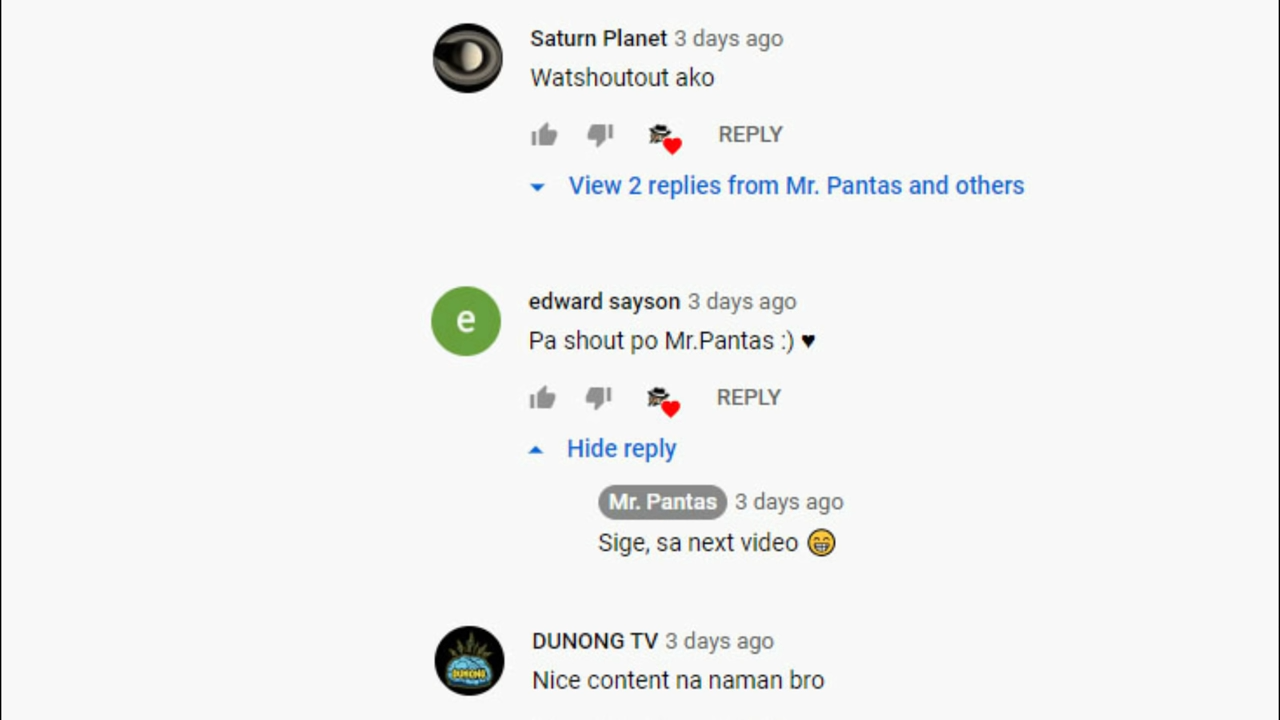 Saturn Planet 3 days ago
Watshoutout ako
REPLY
View 2 replies from Mr. Pantas and others
e
edward sayson 3 days ago
Pa shout po Mr.Pantas :) ♥
REPLY
Hide reply
Mr. Pantas 3 days ago
Sige, sa next video 😁
DUNONG TV 3 days ago
DUNONG
Nice content na naman bro